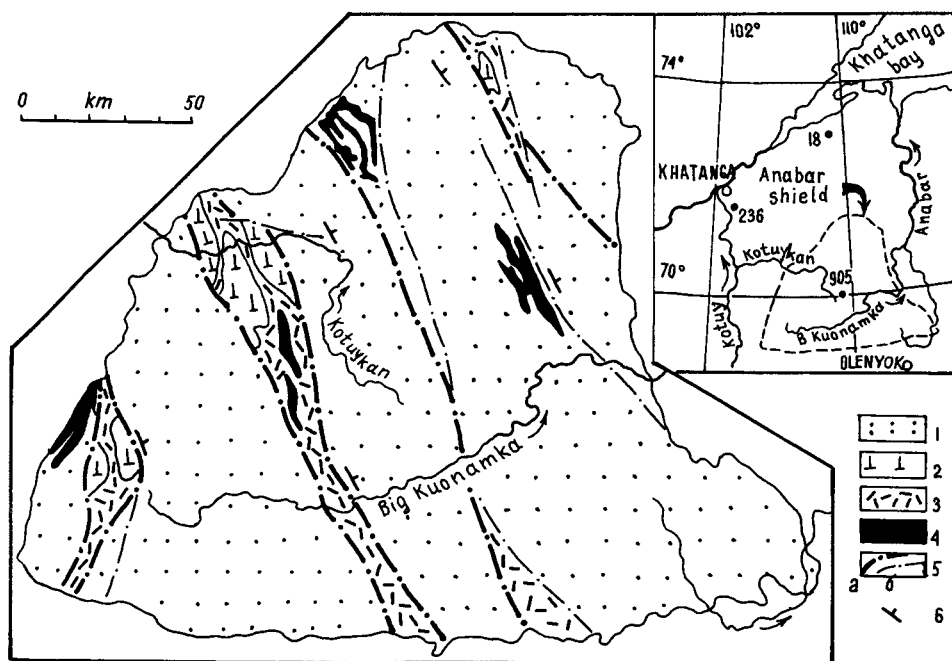 0 km 50
Kotuykan
Big Kuonamka
102°
110°
Khatanga
bay
74°
18
KHATANGA
Anabar
shield
236
Anabar
Kotuykan
70°
905
Kotuy
B Kuonamka
OLENYOK
1
2
3
4
5
а б
6